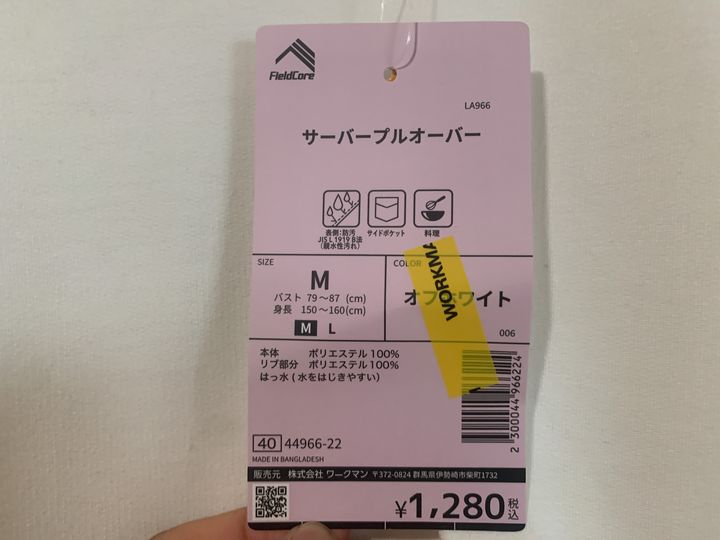 FieldCore
LA966
サーバープルオーバー
表側:防汚
JIS L 1919 B法
(親水性汚れ)
サイドポケット
料理
SIZE
M
バスト 79～87 (cm)
身長 150～160(cm)
M L
COLOR
オフホワイト
006
WORKMA
本体 ポリエステル100%
リブ部分 ポリエステル100%
はっ水 (水をはじきやすい)
2300044966224
40 44966-22
MADE IN BANGLADESH
販売元 株式会社 ワークマン 〒372-0824 群馬県伊勢崎市柴町1732
¥1,280 税込